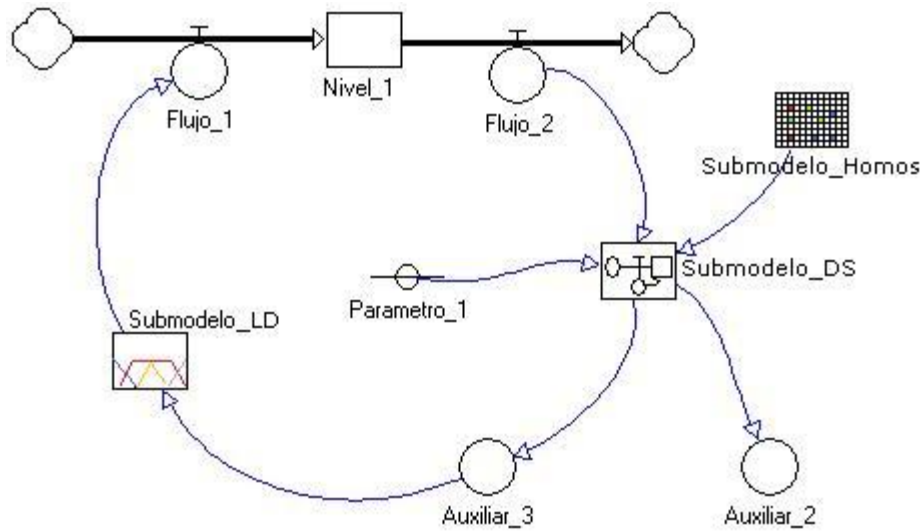 Flujo_1
Nivel_1
Flujo_2
Submodelo_Homos
Submodelo_DS
Parametro_1
Submodelo_LD
Auxiliar_3
Auxiliar_2